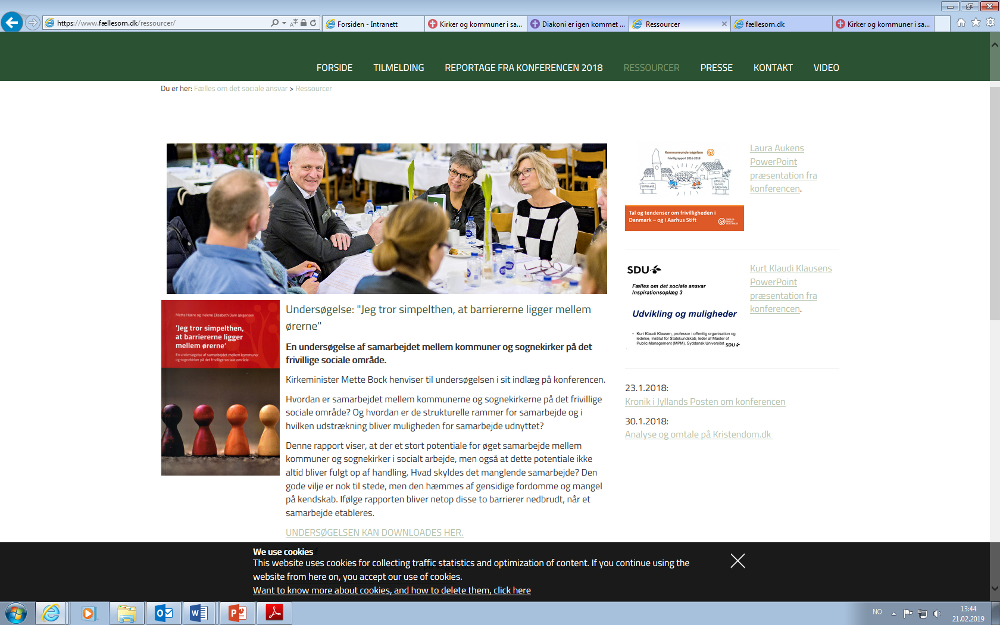 https://www.fællesom.dk/ressourcer/
Forsiden - Intranett
Kirker og kommuner i sa...
Diakoni er igen kommet ...
Ressourcer
fællesom.dk
Kirker og kommuner i sa...
FORSIDE TILMELDING REPORTAGE FRA KONFERENCEN 2018 RESSOURCER PRESSE KONTAKT VIDEO
Du er her: Fælles om det sociale ansvar > Ressourcer
Kommuneundersøgelsen
Frivilligrapport 2016-2018
KOMMUNE
FRIVILLIG
SOCIAL
FORENING
Tal og tendenser om frivilligheden i
Danmark – og i Aarhus Stift
Laura Aukens
PowerPoint
præsentation fra
konferencen.
SDU
Fælles om det sociale ansvar
Inspirationsoplæg 3
Udvikling og muligheder
• Kurt Klaudi Klausen, professor i offentlig organisation og
ledelse, Institut for Statskundskab, leder af Master of
Public Management (MPM), Syddansk Universitet
SDU
Kurt Klaudi Klausens
PowerPoint
præsentation fra
konferencen.
23.1.2018:
Kronik i Jyllands Posten om konferencen
30.1.2018:
Analyse og omtale på Kristendom.dk
Mette Hjære og Helene Elisabeth Dam Jørgensen
'Jeg tror simpelthen,
at barriererne ligger
mellem ørerne'
En undersøgelse af samarbejdet mellem kommuner
og sognekirker på det frivillige sociale område
Undersøgelse: "Jeg tror simpelthen, at barriererne ligger mellem
ørerne"
En undersøgelse af samarbejdet mellem kommuner og sognekirker på det
frivillige sociale område.
Kirkeminister Mette Bock henviser til undersøgelsen i sit indlæg på konferencen.
Hvordan er samarbejdet mellem kommunerne og sognekirkerne på det frivillige
sociale område? Og hvordan er de strukturelle rammer for samarbejde og i
hvilken udstrækning bliver muligheden for samarbejde udnyttet?
Denne rapport viser, at der et stort potentiale for øget samarbejde mellem
kommuner og sognekirker i socialt arbejde, men også at dette potentiale ikke
altid bliver fulgt op af handling. Hvad skyldes det manglende samarbejde? Den
gode vilje er nok til stede, men den hæmmes af gensidige fordomme og mangel
på kendskab. Ifølge rapporten bliver netop disse to barrierer nedbrudt, når et
samarbejde etableres.
UNDERSØGELSEN KAN DOWNLOADES HER.
We use cookies
This website uses cookies for collecting traffic statistics and optimization of content. If you continue using the
website from here on, you accept our use of cookies.
Want to know more about cookies, and how to delete them, click here
NO
13:44
21.02.2019